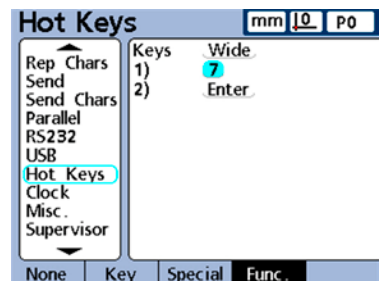 Hot Keys mm 0 P0
Rep Chars
Send
Send Chars
Parallel
RS232
USB
Hot Keys
Clock
Misc.
Supervisor
Keys Wide
1) 7
2) Enter
None Key Special Func.